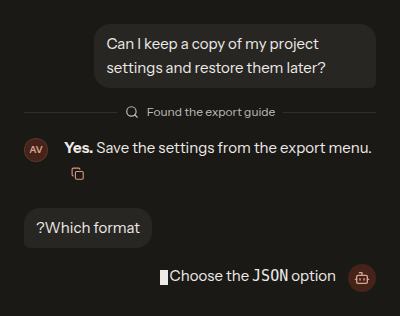 Can I keep a copy of my project
settings and restore them later?
Found the export guide
AV
Yes. Save the settings from the export menu.
?Which format
Choose the JSON option